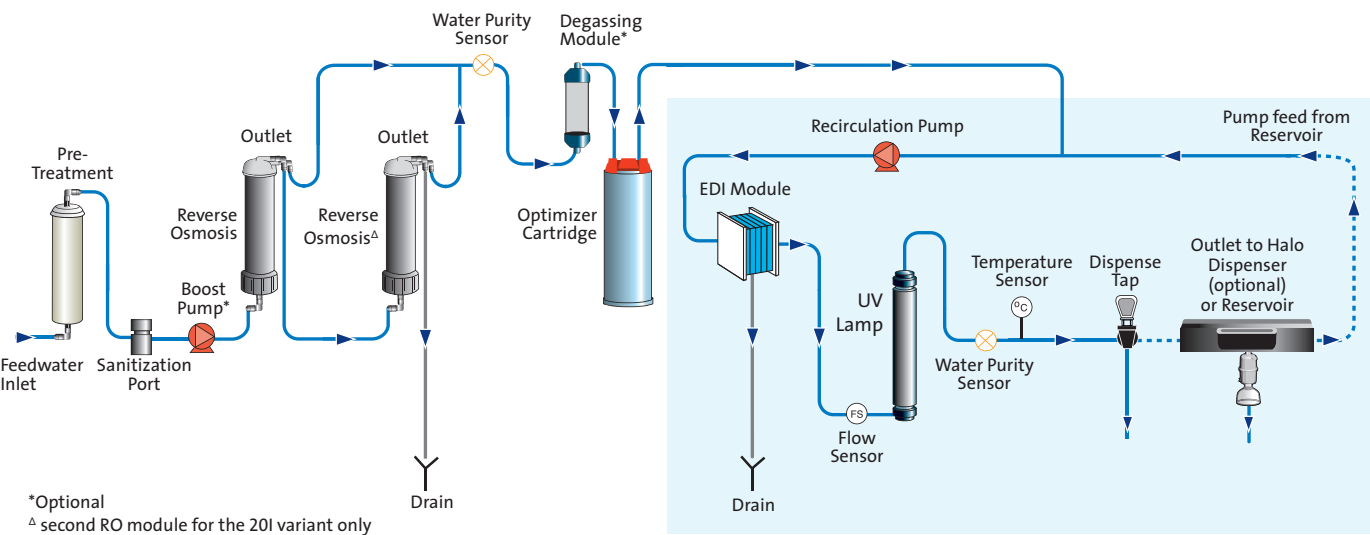 Water Purity
Sensor
Degassing
Module*
Outlet
Outlet
Pre-
Treatment
Recirculation Pump
Pump feed from
Reservoir
EDI Module
Reverse
Osmosis
Reverse
OsmosisΔ
Optimizer
Cartridge
Boost
Pump*
UV
Lamp
Temperature
Sensor
°C
Dispense
Tap
Outlet to Halo
Dispenser
(optional)
or Reservoir
Feedwater
Inlet
Sanitization
Port
Water Purity
Sensor
FS
Flow
Sensor
Drain
Drain
*Optional
Δ second RO module for the 20I variant only